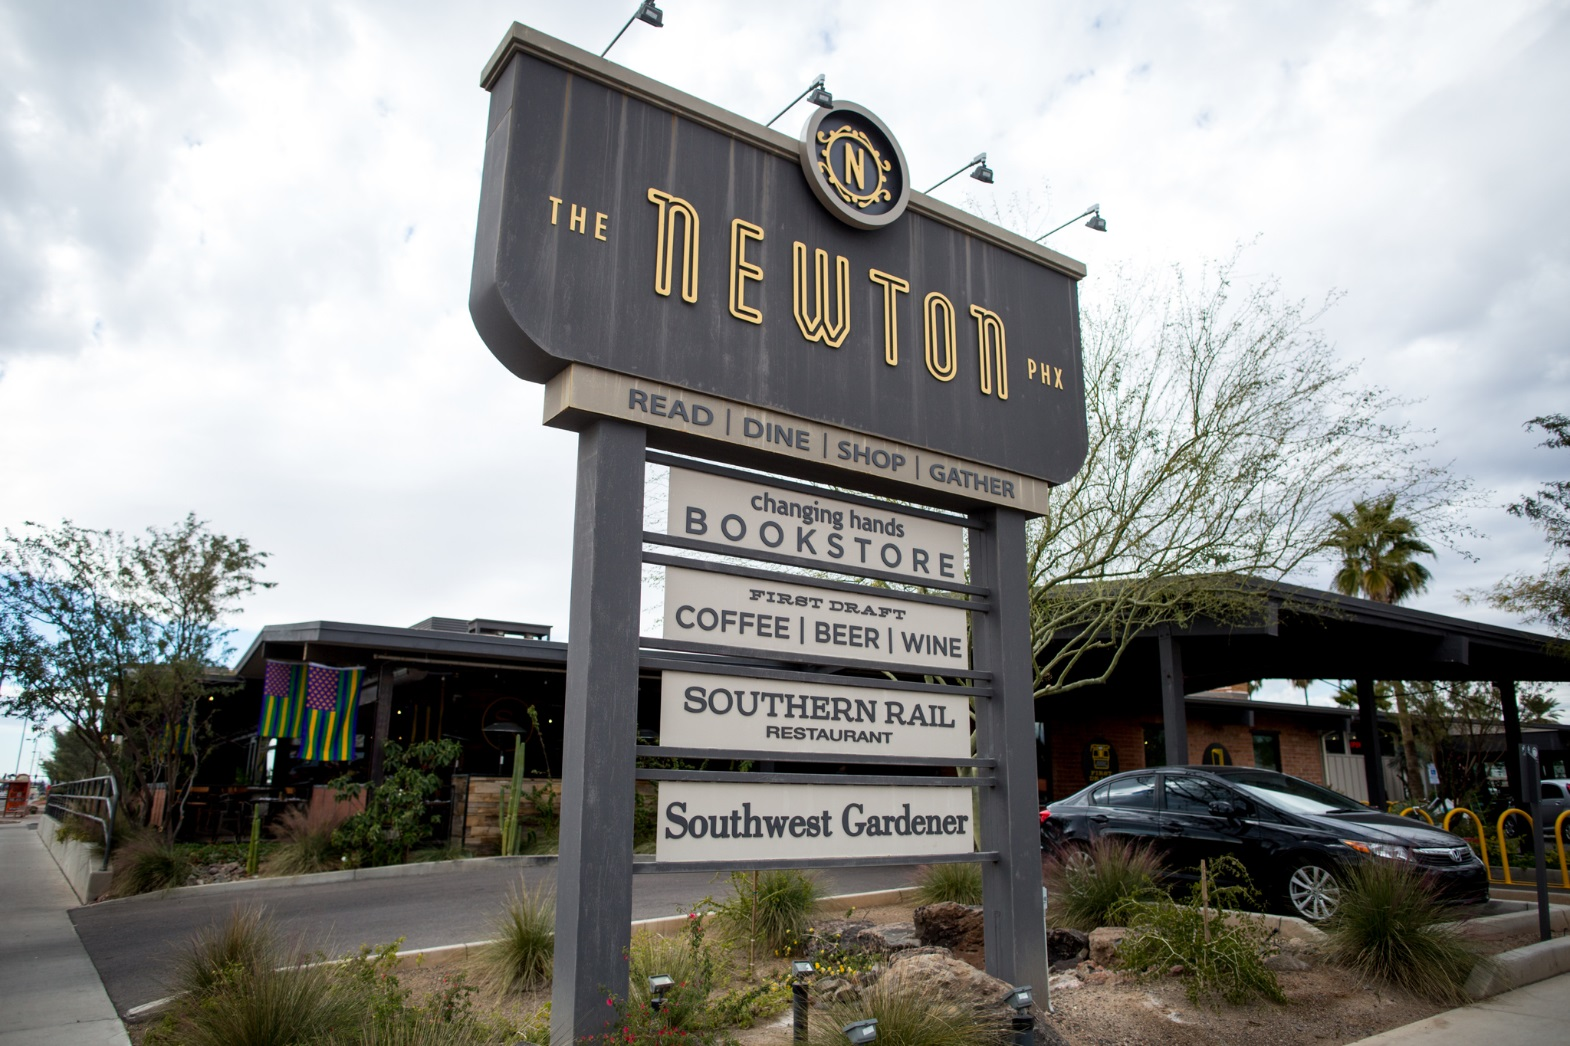 N
THE NEWTON PHX
READ | DINE | SHOP | GATHER
changing hands
BOOKSTORE
FIRST DRAFT
COFFEE | BEER | WINE
SOUTHERN RAIL
RESTAURANT
Southwest Gardener